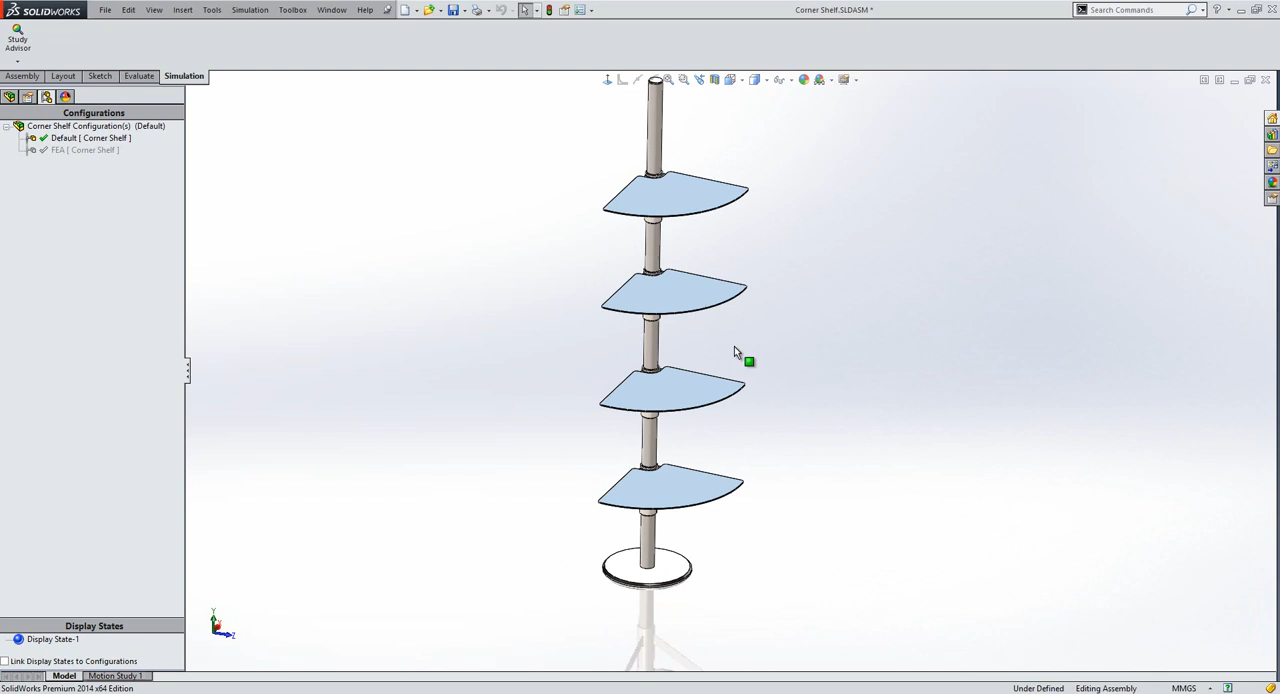 SOLIDWORKS File Edit View Insert Tools Simulation Toolbox Window Help Corner Shelf.SLDASM * Search Commands
Study
Advisor
Assembly Layout Sketch Evaluate Simulation
Configurations
Corner Shelf Configuration(s) (Default)
Default [ Corner Shelf ]
FEA [ Corner Shelf ]
Y
Z
Display States
Display State-1
Link Display States to Configurations
Model Motion Study 1
SolidWorks Premium 2014 x64 Edition Under Defined Editing Assembly MMGS